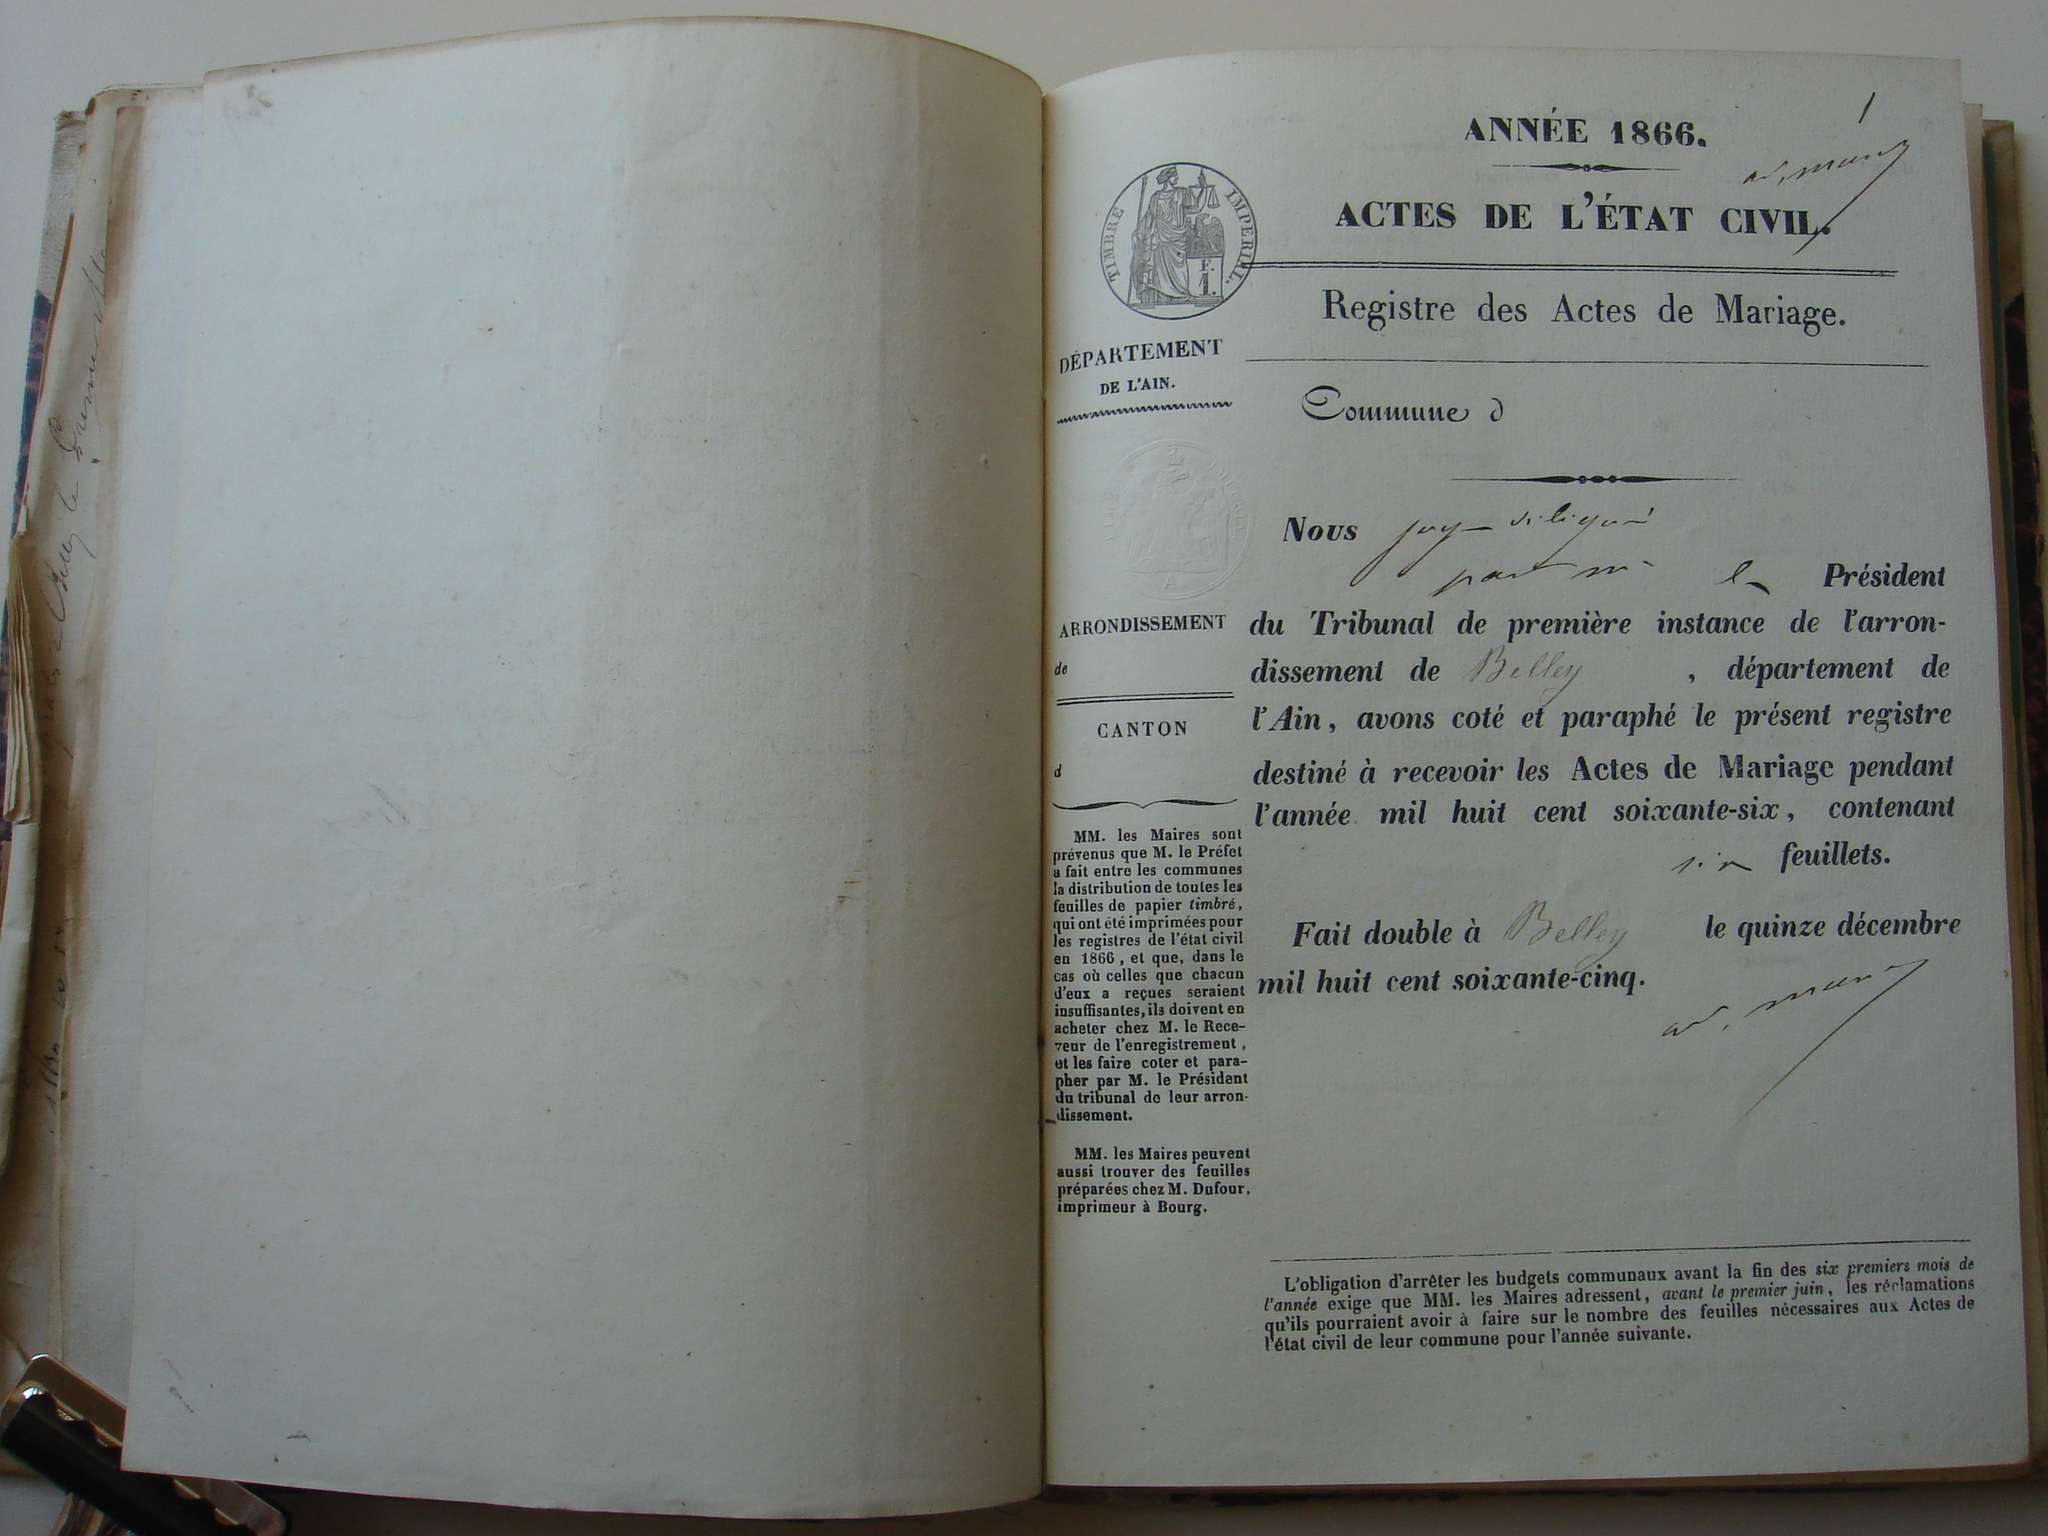 1
ANNÉE 1866.
ACTES DE L'ÉTAT CIVIL.
TIMBRE IMPÉRIAL.
F.
1.
Registre des Actes de Mariage.
DÉPARTEMENT
DE L'AIN.
Commune d
Nous juge délégué
par m. le Président
ARRONDISSEMENT
de
CANTON
d
du Tribunal de première instance de l'arron-
dissement de Belley , département de
l'Ain, avons coté et paraphé le présent registre
destiné à recevoir les Actes de Mariage pendant
l'année mil huit cent soixante-six, contenant
six feuillets.
Fait double à Belley le quinze décembre
mil huit cent soixante-cinq.
MM. les Maires sont
prévenus que M. le Préfet
a fait entre les communes
la distribution de toutes les
feuilles de papier timbré,
qui ont été imprimées pour
les registres de l'état civil
en 1866, et que, dans le
cas où celles que chacun
d'eux a reçues seraient
insuffisantes, ils doivent en
acheter chez M. le Rece-
veur de l'enregistrement,
et les faire coter et para-
pher par M. le Président
du tribunal de leur arron-
dissement.
MM. les Maires peuvent
aussi trouver des feuilles
préparées chez M. Dufour,
imprimeur à Bourg.
L'obligation d'arrêter les budgets communaux avant la fin des six premiers mois de
l'année exige que MM. les Maires adressent, avant le premier juin, les réclamations
qu'ils pourraient avoir à faire sur le nombre des feuilles nécessaires aux Actes de
l'état civil de leur commune pour l'année suivante.